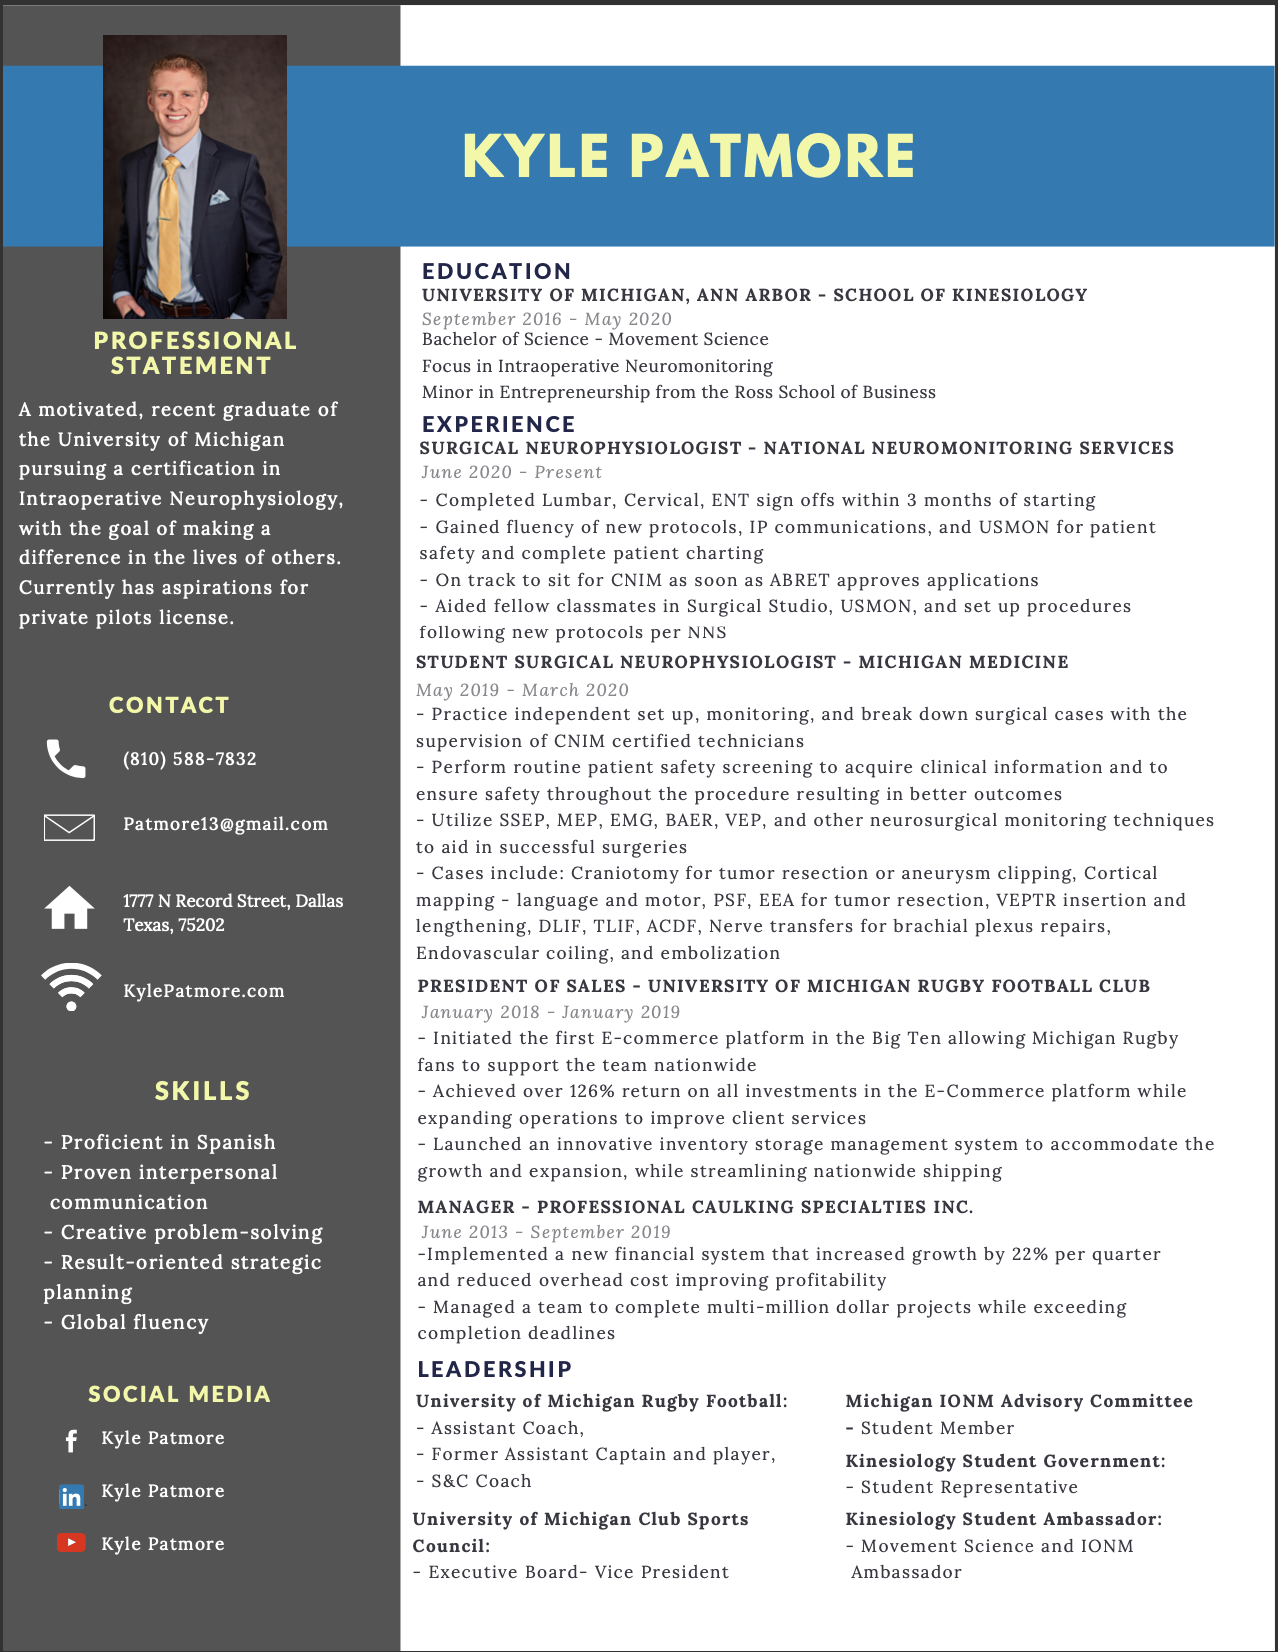 KYLE PATMORE
PROFESSIONAL
STATEMENT
A motivated, recent graduate of
the University of Michigan
pursuing a certification in
Intraoperative Neurophysiology,
with the goal of making a
difference in the lives of others.
Currently has aspirations for
private pilots license.
CONTACT
(810) 588-7832
Patmore13@gmail.com
1777 N Record Street, Dallas
Texas, 75202
KylePatmore.com
SKILLS
- Proficient in Spanish
- Proven interpersonal
communication
- Creative problem-solving
- Result-oriented strategic
planning
- Global fluency
SOCIAL MEDIA
f Kyle Patmore
in Kyle Patmore
Kyle Patmore
EDUCATION
UNIVERSITY OF MICHIGAN, ANN ARBOR - SCHOOL OF KINESIOLOGY
September 2016 - May 2020
Bachelor of Science - Movement Science
Focus in Intraoperative Neuromonitoring
Minor in Entrepreneurship from the Ross School of Business
EXPERIENCE
SURGICAL NEUROPHYSIOLOGIST - NATIONAL NEUROMONITORING SERVICES
June 2020 - Present
- Completed Lumbar, Cervical, ENT sign offs within 3 months of starting
- Gained fluency of new protocols, IP communications, and USMON for patient
safety and complete patient charting
- On track to sit for CNIM as soon as ABRET approves applications
- Aided fellow classmates in Surgical Studio, USMON, and set up procedures
following new protocols per NNS
STUDENT SURGICAL NEUROPHYSIOLOGIST - MICHIGAN MEDICINE
May 2019 - March 2020
- Practice independent set up, monitoring, and break down surgical cases with the
supervision of CNIM certified technicians
- Perform routine patient safety screening to acquire clinical information and to
ensure safety throughout the procedure resulting in better outcomes
- Utilize SSEP, MEP, EMG, BAER, VEP, and other neurosurgical monitoring techniques
to aid in successful surgeries
- Cases include: Craniotomy for tumor resection or aneurysm clipping, Cortical
mapping - language and motor, PSF, EEA for tumor resection, VEPTR insertion and
lengthening, DLIF, TLIF, ACDF, Nerve transfers for brachial plexus repairs,
Endovascular coiling, and embolization
PRESIDENT OF SALES - UNIVERSITY OF MICHIGAN RUGBY FOOTBALL CLUB
January 2018 - January 2019
- Initiated the first E-commerce platform in the Big Ten allowing Michigan Rugby
fans to support the team nationwide
- Achieved over 126% return on all investments in the E-Commerce platform while
expanding operations to improve client services
- Launched an innovative inventory storage management system to accommodate the
growth and expansion, while streamlining nationwide shipping
MANAGER - PROFESSIONAL CAULKING SPECIALTIES INC.
June 2013 - September 2019
-Implemented a new financial system that increased growth by 22% per quarter
and reduced overhead cost improving profitability
- Managed a team to complete multi-million dollar projects while exceeding
completion deadlines
LEADERSHIP
University of Michigan Rugby Football:
- Assistant Coach,
- Former Assistant Captain and player,
- S&C Coach
University of Michigan Club Sports
Council:
- Executive Board- Vice President
Michigan IONM Advisory Committee
- Student Member
Kinesiology Student Government:
- Student Representative
Kinesiology Student Ambassador:
- Movement Science and IONM
Ambassador